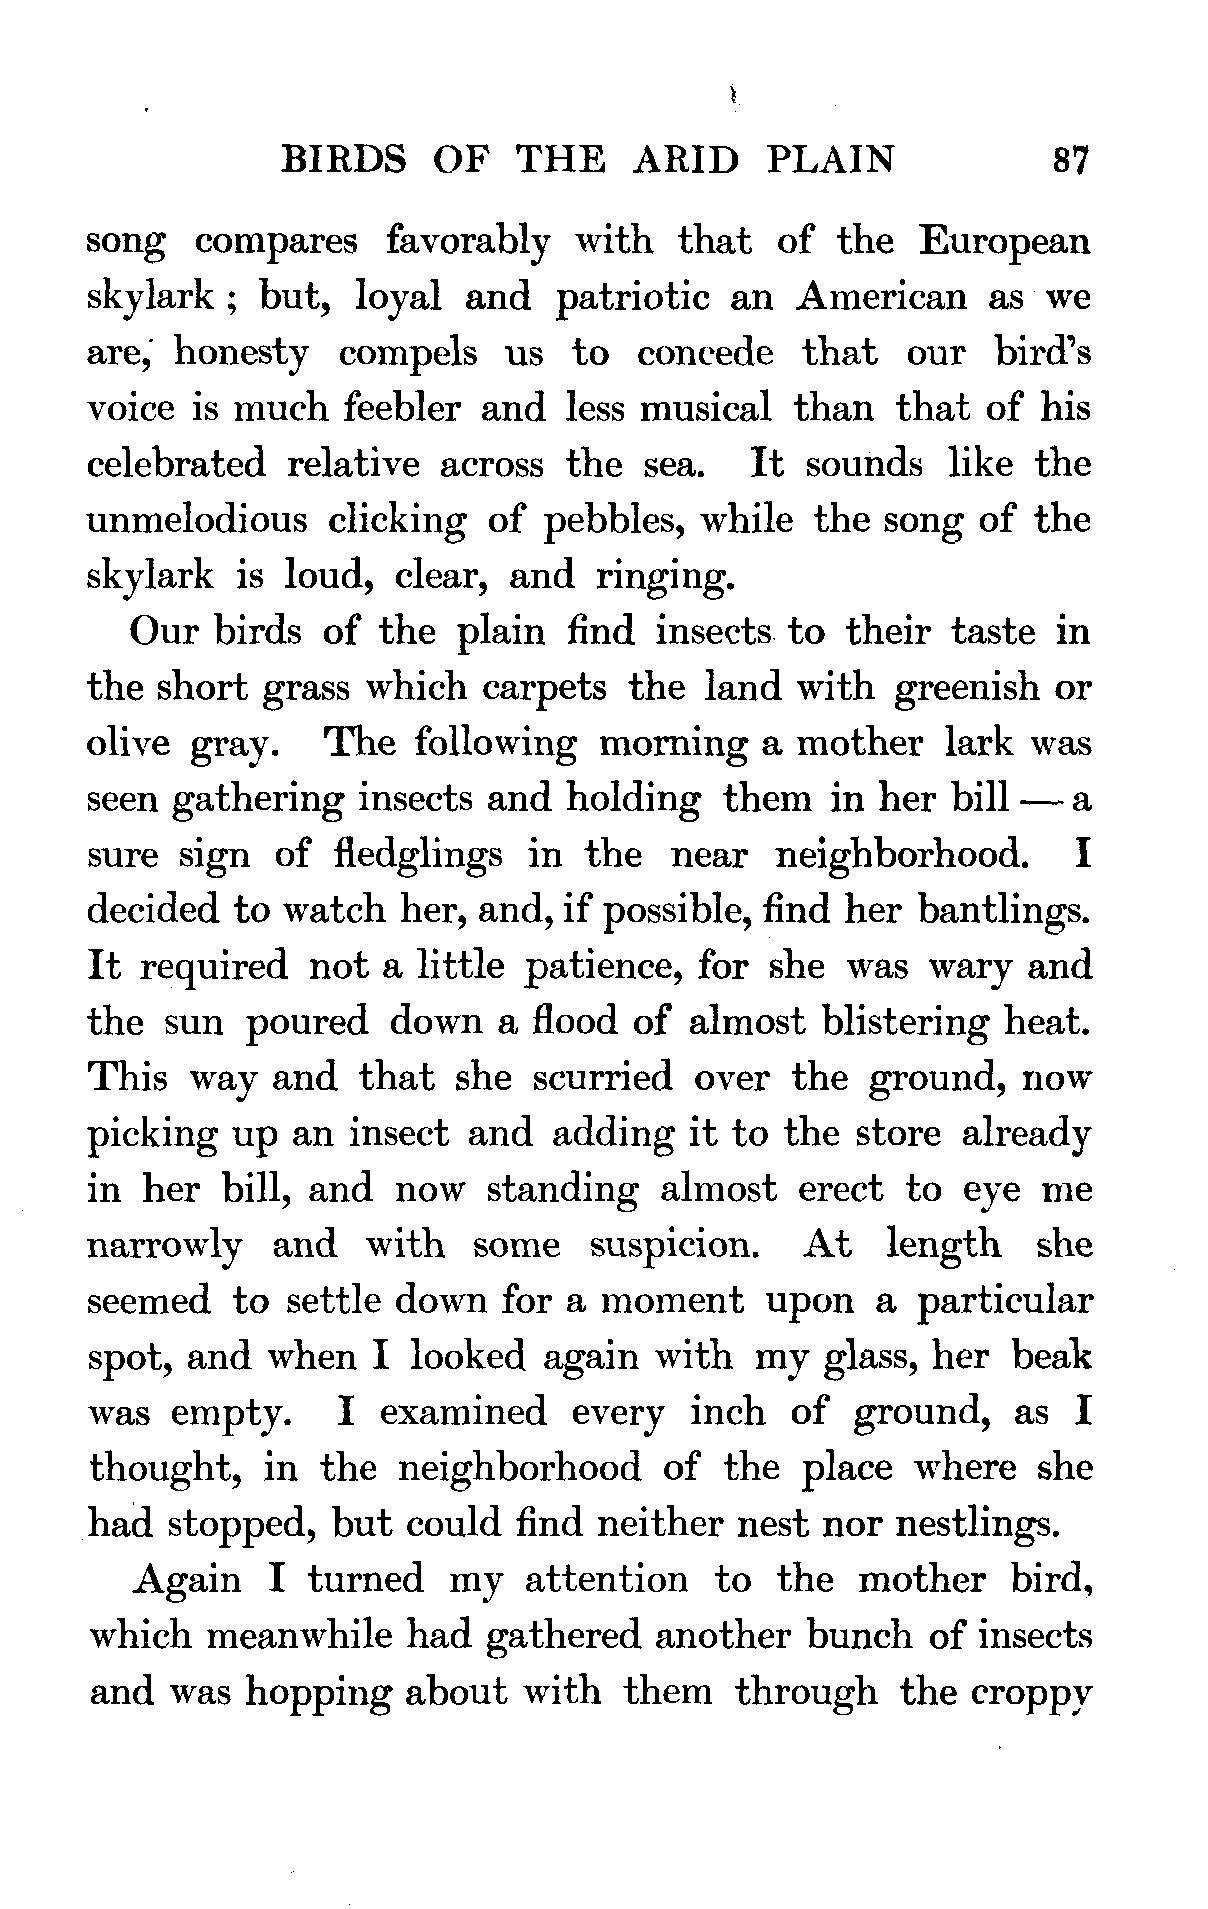 BIRDS OF THE ARID PLAIN 87
song compares favorably with that of the European
skylark ; but, loyal and patriotic an American as we
are, honesty compels us to concede that our bird's
voice is much feebler and less musical than that of his
celebrated relative across the sea. It sounds like the
unmelodious clicking of pebbles, while the song of the
skylark is loud, clear, and ringing.
Our birds of the plain find insects to their taste in
the short grass which carpets the land with greenish or
olive gray. The following morning a mother lark was
seen gathering insects and holding them in her bill — a
sure sign of fledglings in the near neighborhood. I
decided to watch her, and, if possible, find her bantlings.
It required not a little patience, for she was wary and
the sun poured down a flood of almost blistering heat.
This way and that she scurried over the ground, now
picking up an insect and adding it to the store already
in her bill, and now standing almost erect to eye me
narrowly and with some suspicion. At length she
seemed to settle down for a moment upon a particular
spot, and when I looked again with my glass, her beak
was empty. I examined every inch of ground, as I
thought, in the neighborhood of the place where she
had stopped, but could find neither nest nor nestlings.
Again I turned my attention to the mother bird,
which meanwhile had gathered another bunch of insects
and was hopping about with them through the croppy